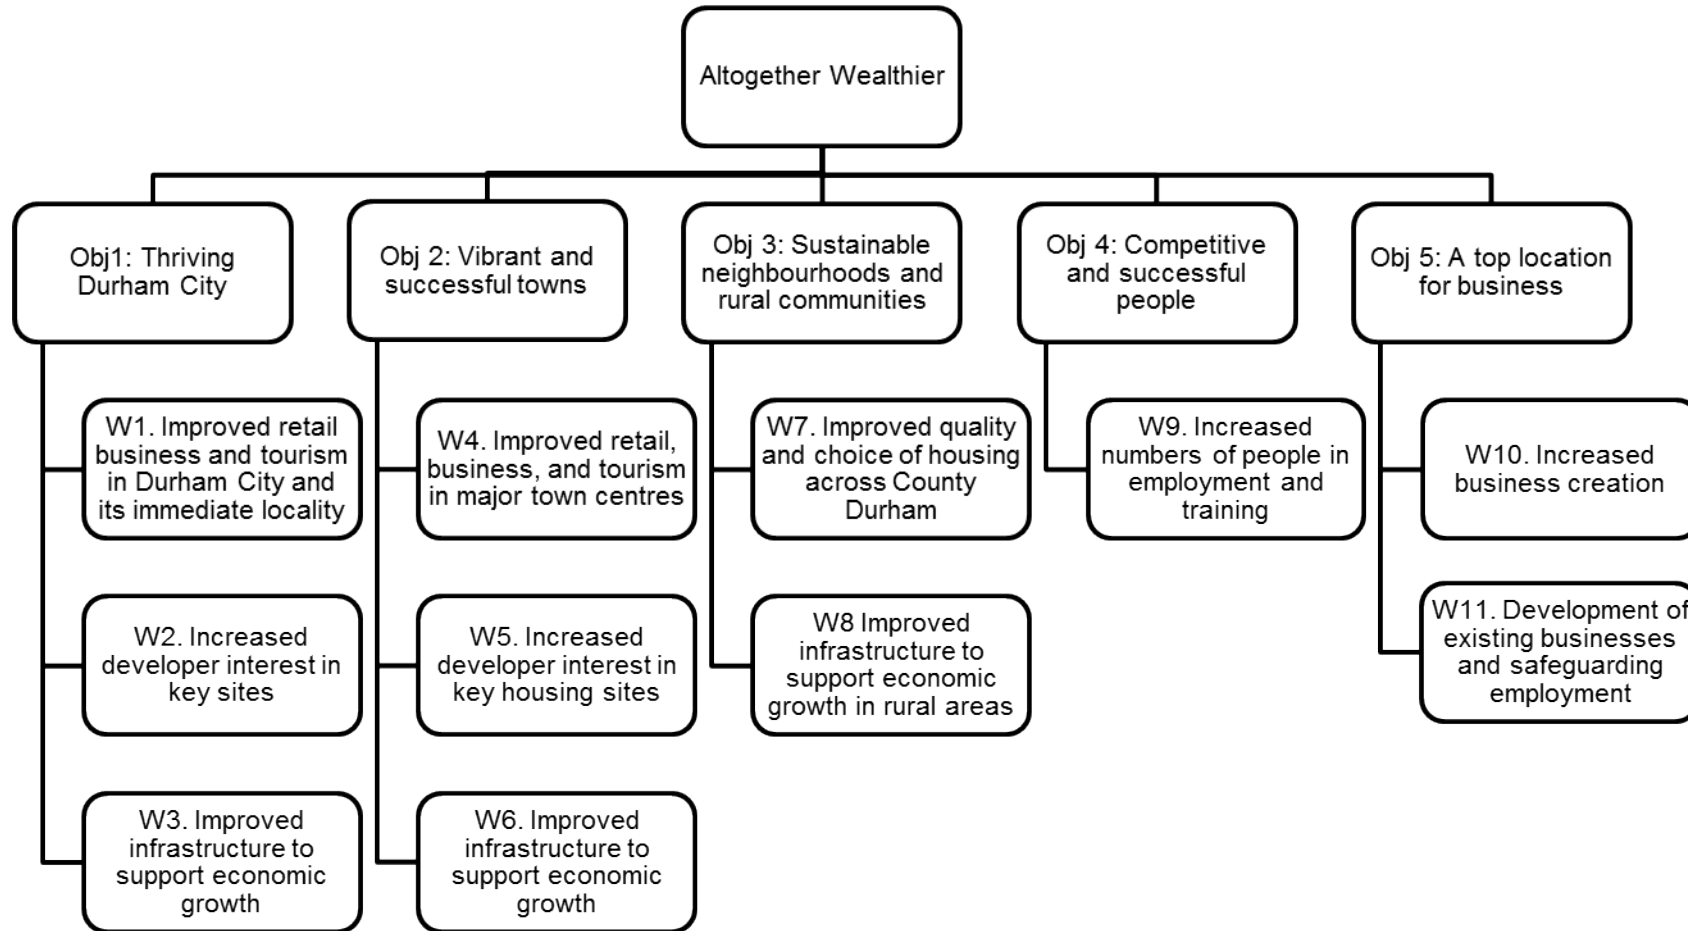 Altogether Wealthier
Obj1: Thriving
Durham City
Obj 2: Vibrant and
successful towns
Obj 3: Sustainable
neighbourhoods and
rural communities
Obj 4: Competitive
and successful
people
Obj 5: A top location
for business
W1. Improved retail
business and tourism
in Durham City and
its immediate locality
W2. Increased
developer interest in
key sites
W3. Improved
infrastructure to
support economic
growth
W4. Improved retail,
business, and tourism
in major town centres
W5. Increased
developer interest in
key housing sites
W6. Improved
infrastructure to
support economic
growth
W7. Improved quality
and choice of housing
across County
Durham
W8 Improved
infrastructure to
support economic
growth in rural areas
W9. Increased
numbers of people in
employment and
training
W10. Increased
business creation
W11. Development of
existing businesses
and safeguarding
employment